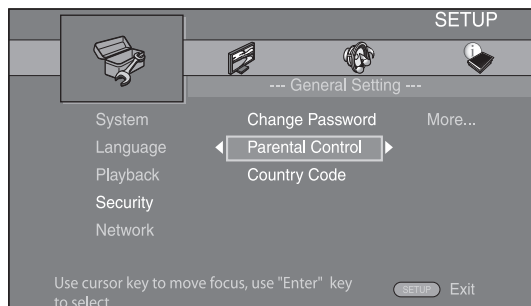 SETUP
--- General Setting ---
System
Language
Playback
Security
Network
Change Password
Parental Control
Country Code
More...
Use cursor key to move focus, use "Enter" key
to select
SETUP Exit